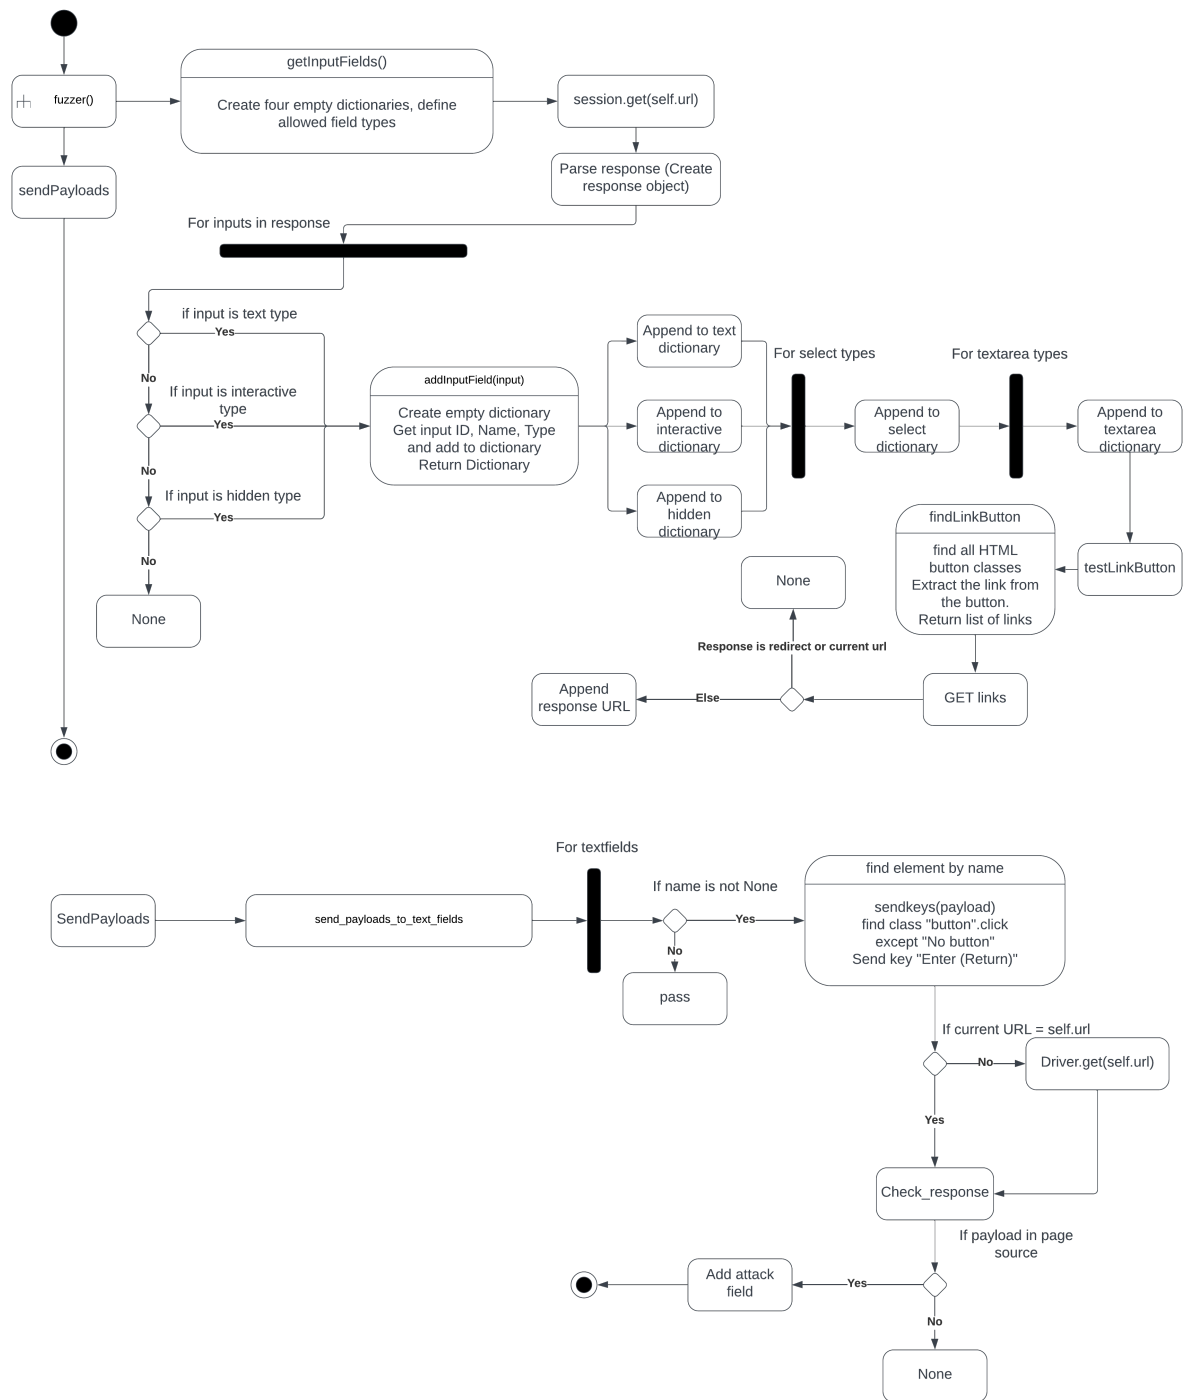 getInputFields()
fuzzer()
Create four empty dictionaries, define
allowed field types
session.get(self.url)
sendPayloads
Parse response (Create
response object)
For inputs in response
if input is text type
Yes
No
If input is interactive
type
Yes
No
If input is hidden type
Yes
No
None
addInputField(input)
Create empty dictionary
Get input ID, Name, Type
and add to dictionary
Return Dictionary
Append to text
dictionary
Append to
interactive
dictionary
Append to
hidden
dictionary
For select types
Append to
select
dictionary
For textarea types
Append to
textarea
dictionary
testLinkButton
findLinkButton
find all HTML
button classes
Extract the link from
the button.
Return list of links
GET links
None
Response is redirect or current url
Else
Append
response URL
For textfields
SendPayloads
send_payloads_to_text_fields
If name is not None
Yes
No
pass
find element by name
sendkeys(payload)
find class "button".click
except "No button"
Send key "Enter (Return)"
If current URL = self.url
No
Driver.get(self.url)
Yes
Check_response
If payload in page
source
Yes
Add attack
field
No
None